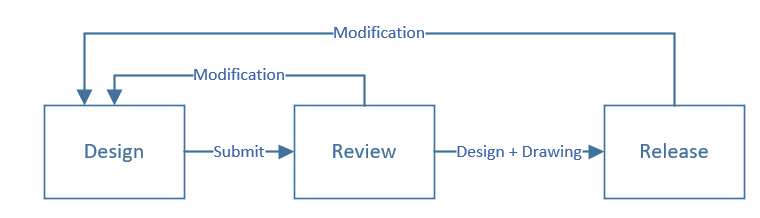 Modification
Modification
Design
Submit
Review
Design + Drawing
Release